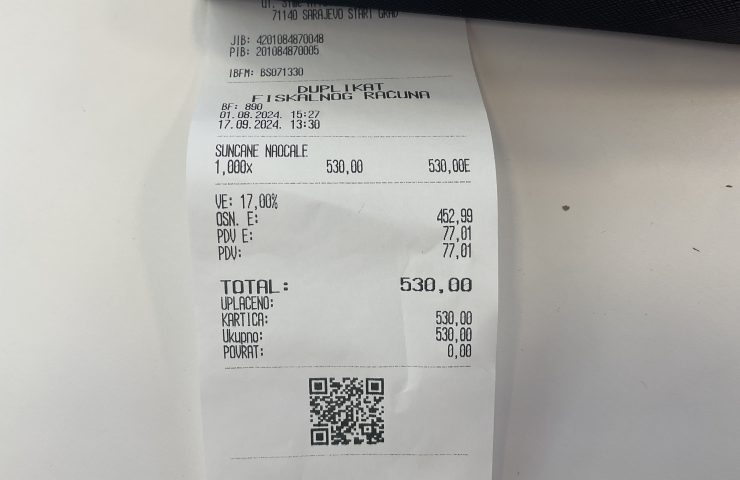 71140 SARAJEVO STARI GRAD
JIB: 4201084870048
PIB: 201084870005
IBFM: BS071330
DUPLIKAT
FISKALNOG RACUNA
BF: 890
01.08.2024. 15:27
17.09.2024. 13:30
SUNCANE NAOCALE
1,000x 530,00 530,00E
VE: 17,00%
OSN. E: 452,99
PDV E: 77,01
PDV: 77,01
TOTAL: 530,00
UPLACENO:
KARTICA: 530,00
Ukupno: 530,00
POVRAT: 0,00